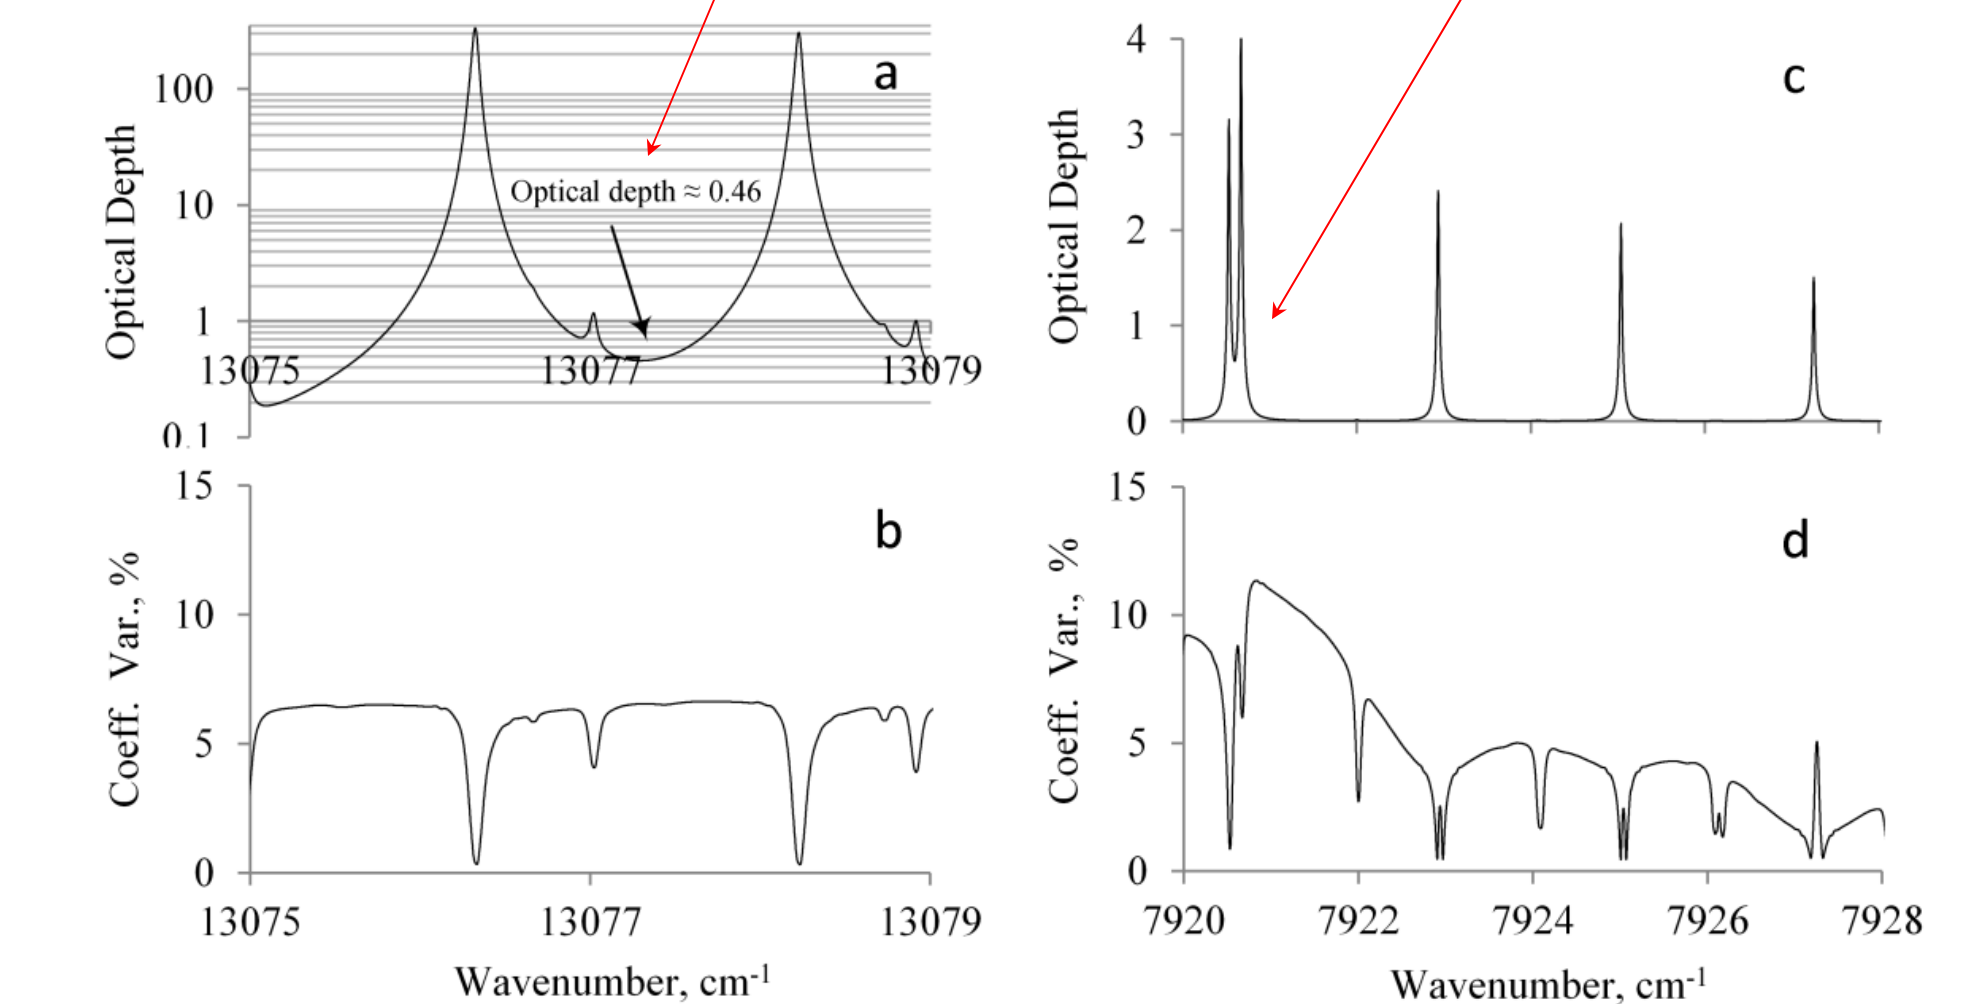 a
100
10
1
0.1
Optical Depth
Optical depth ≈ 0.46
13075 13077 13079
c
4
3
2
1
0
Optical Depth
b
15
10
5
0
Coeff. Var., %
13075 13077 13079
Wavenumber, cm-1
d
15
10
5
0
Coeff. Var., %
7920 7922 7924 7926 7928
Wavenumber, cm-1